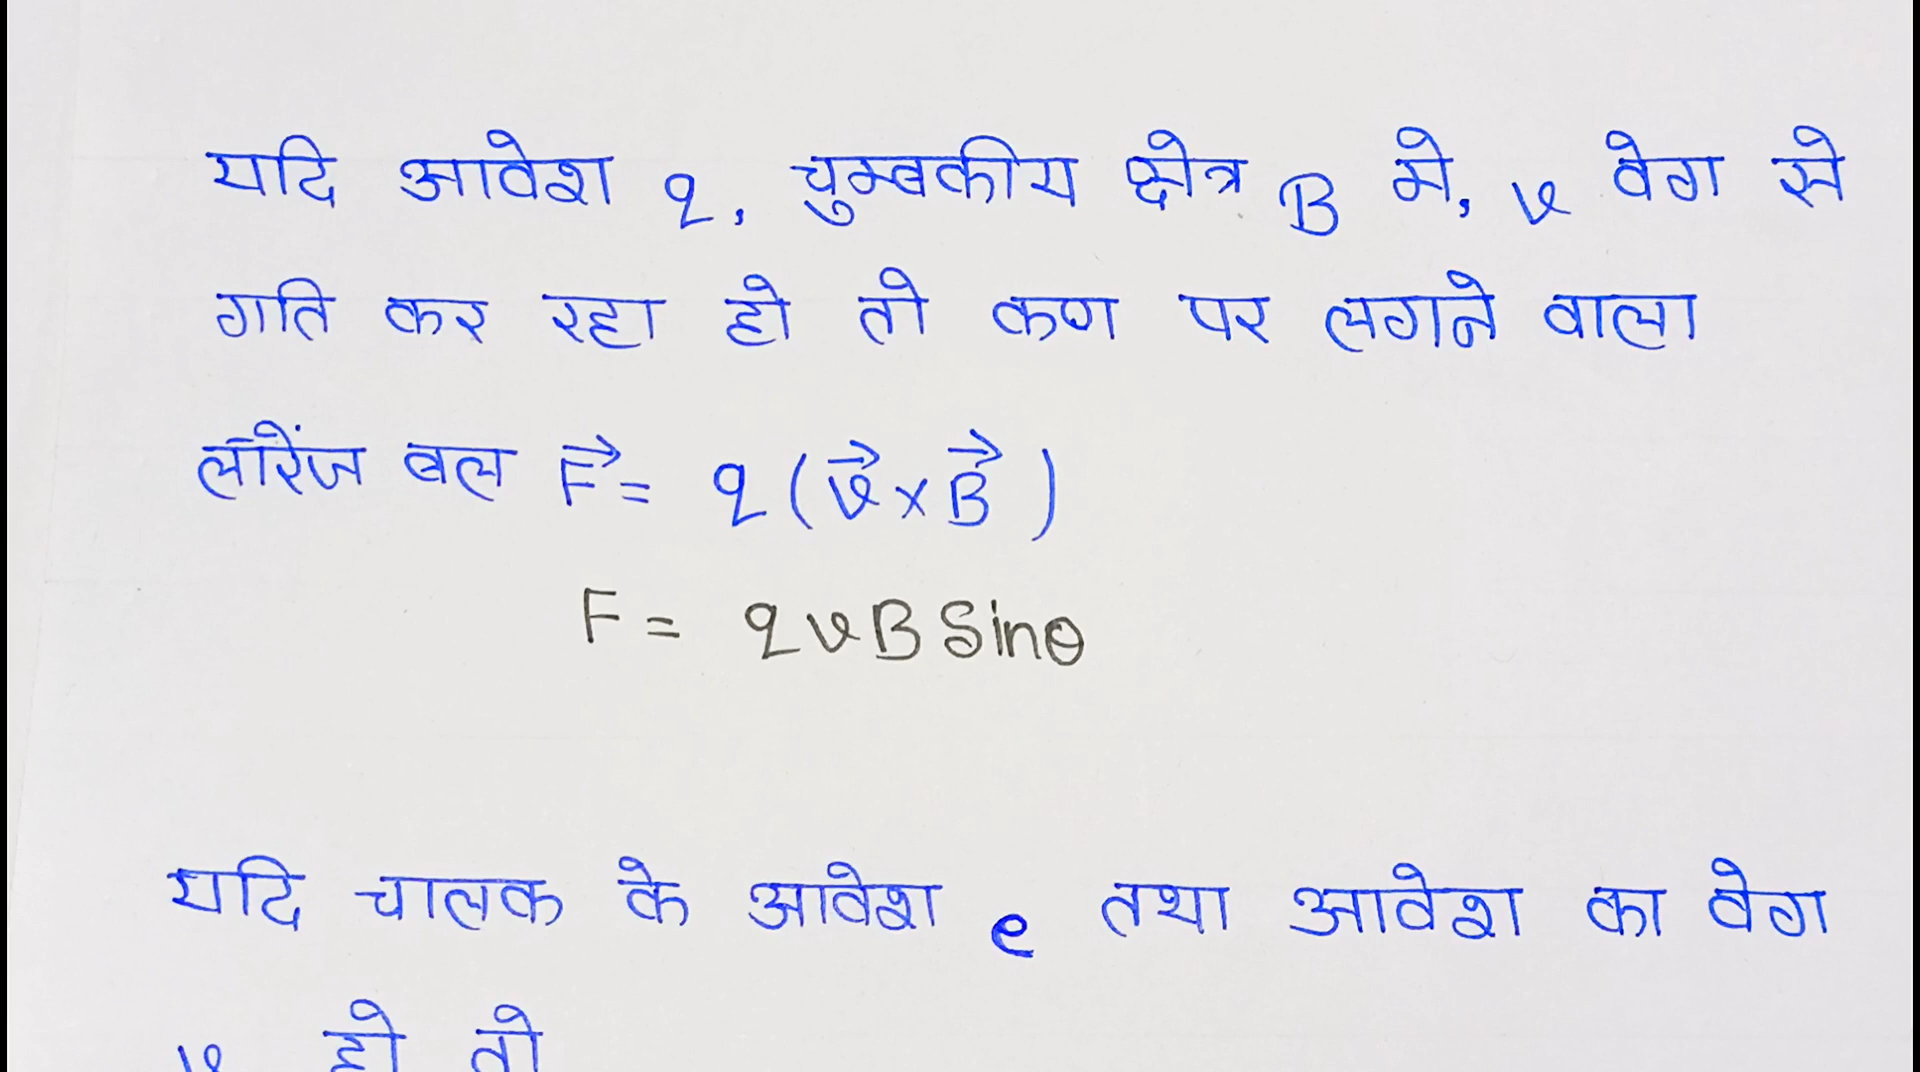 यदि आवेश q, चुम्बकीय क्षेत्र B मे, v वेग से
गति कर रहा हो तो कण पर लगने वाला
लॉरेंज बल F⃗ = q(v⃗ × B⃗)
F = qvB Sinθ
यदि चालक के आवेश e तथा आवेश का वेग
v हो तो